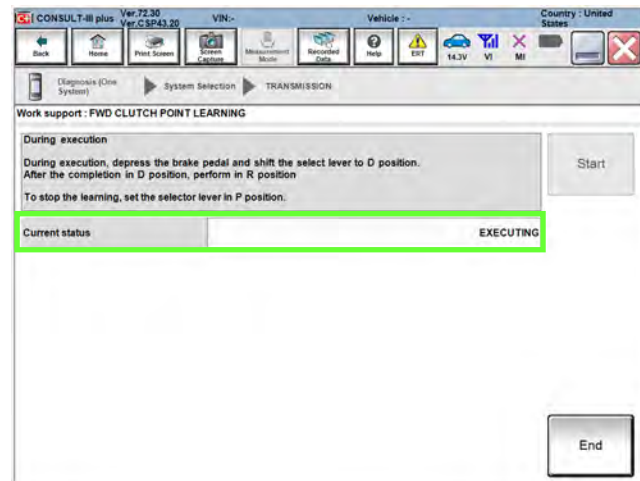 C+ CONSULT-III plus Ver.72.30 Ver.CSP43.20 VIN:- Vehicle : - Country : United States
Back Home Print Screen Screen Capture Measurement Mode Recorded Data Help ERT 14.3V VI MI
Diagnosis (One System) System Selection TRANSMISSION
Work support : FWD CLUTCH POINT LEARNING
During execution
During execution, depress the brake pedal and shift the select lever to D position.
After the completion in D position, perform in R position
To stop the learning, set the selector lever in P position.
Start
Current status EXECUTING
End